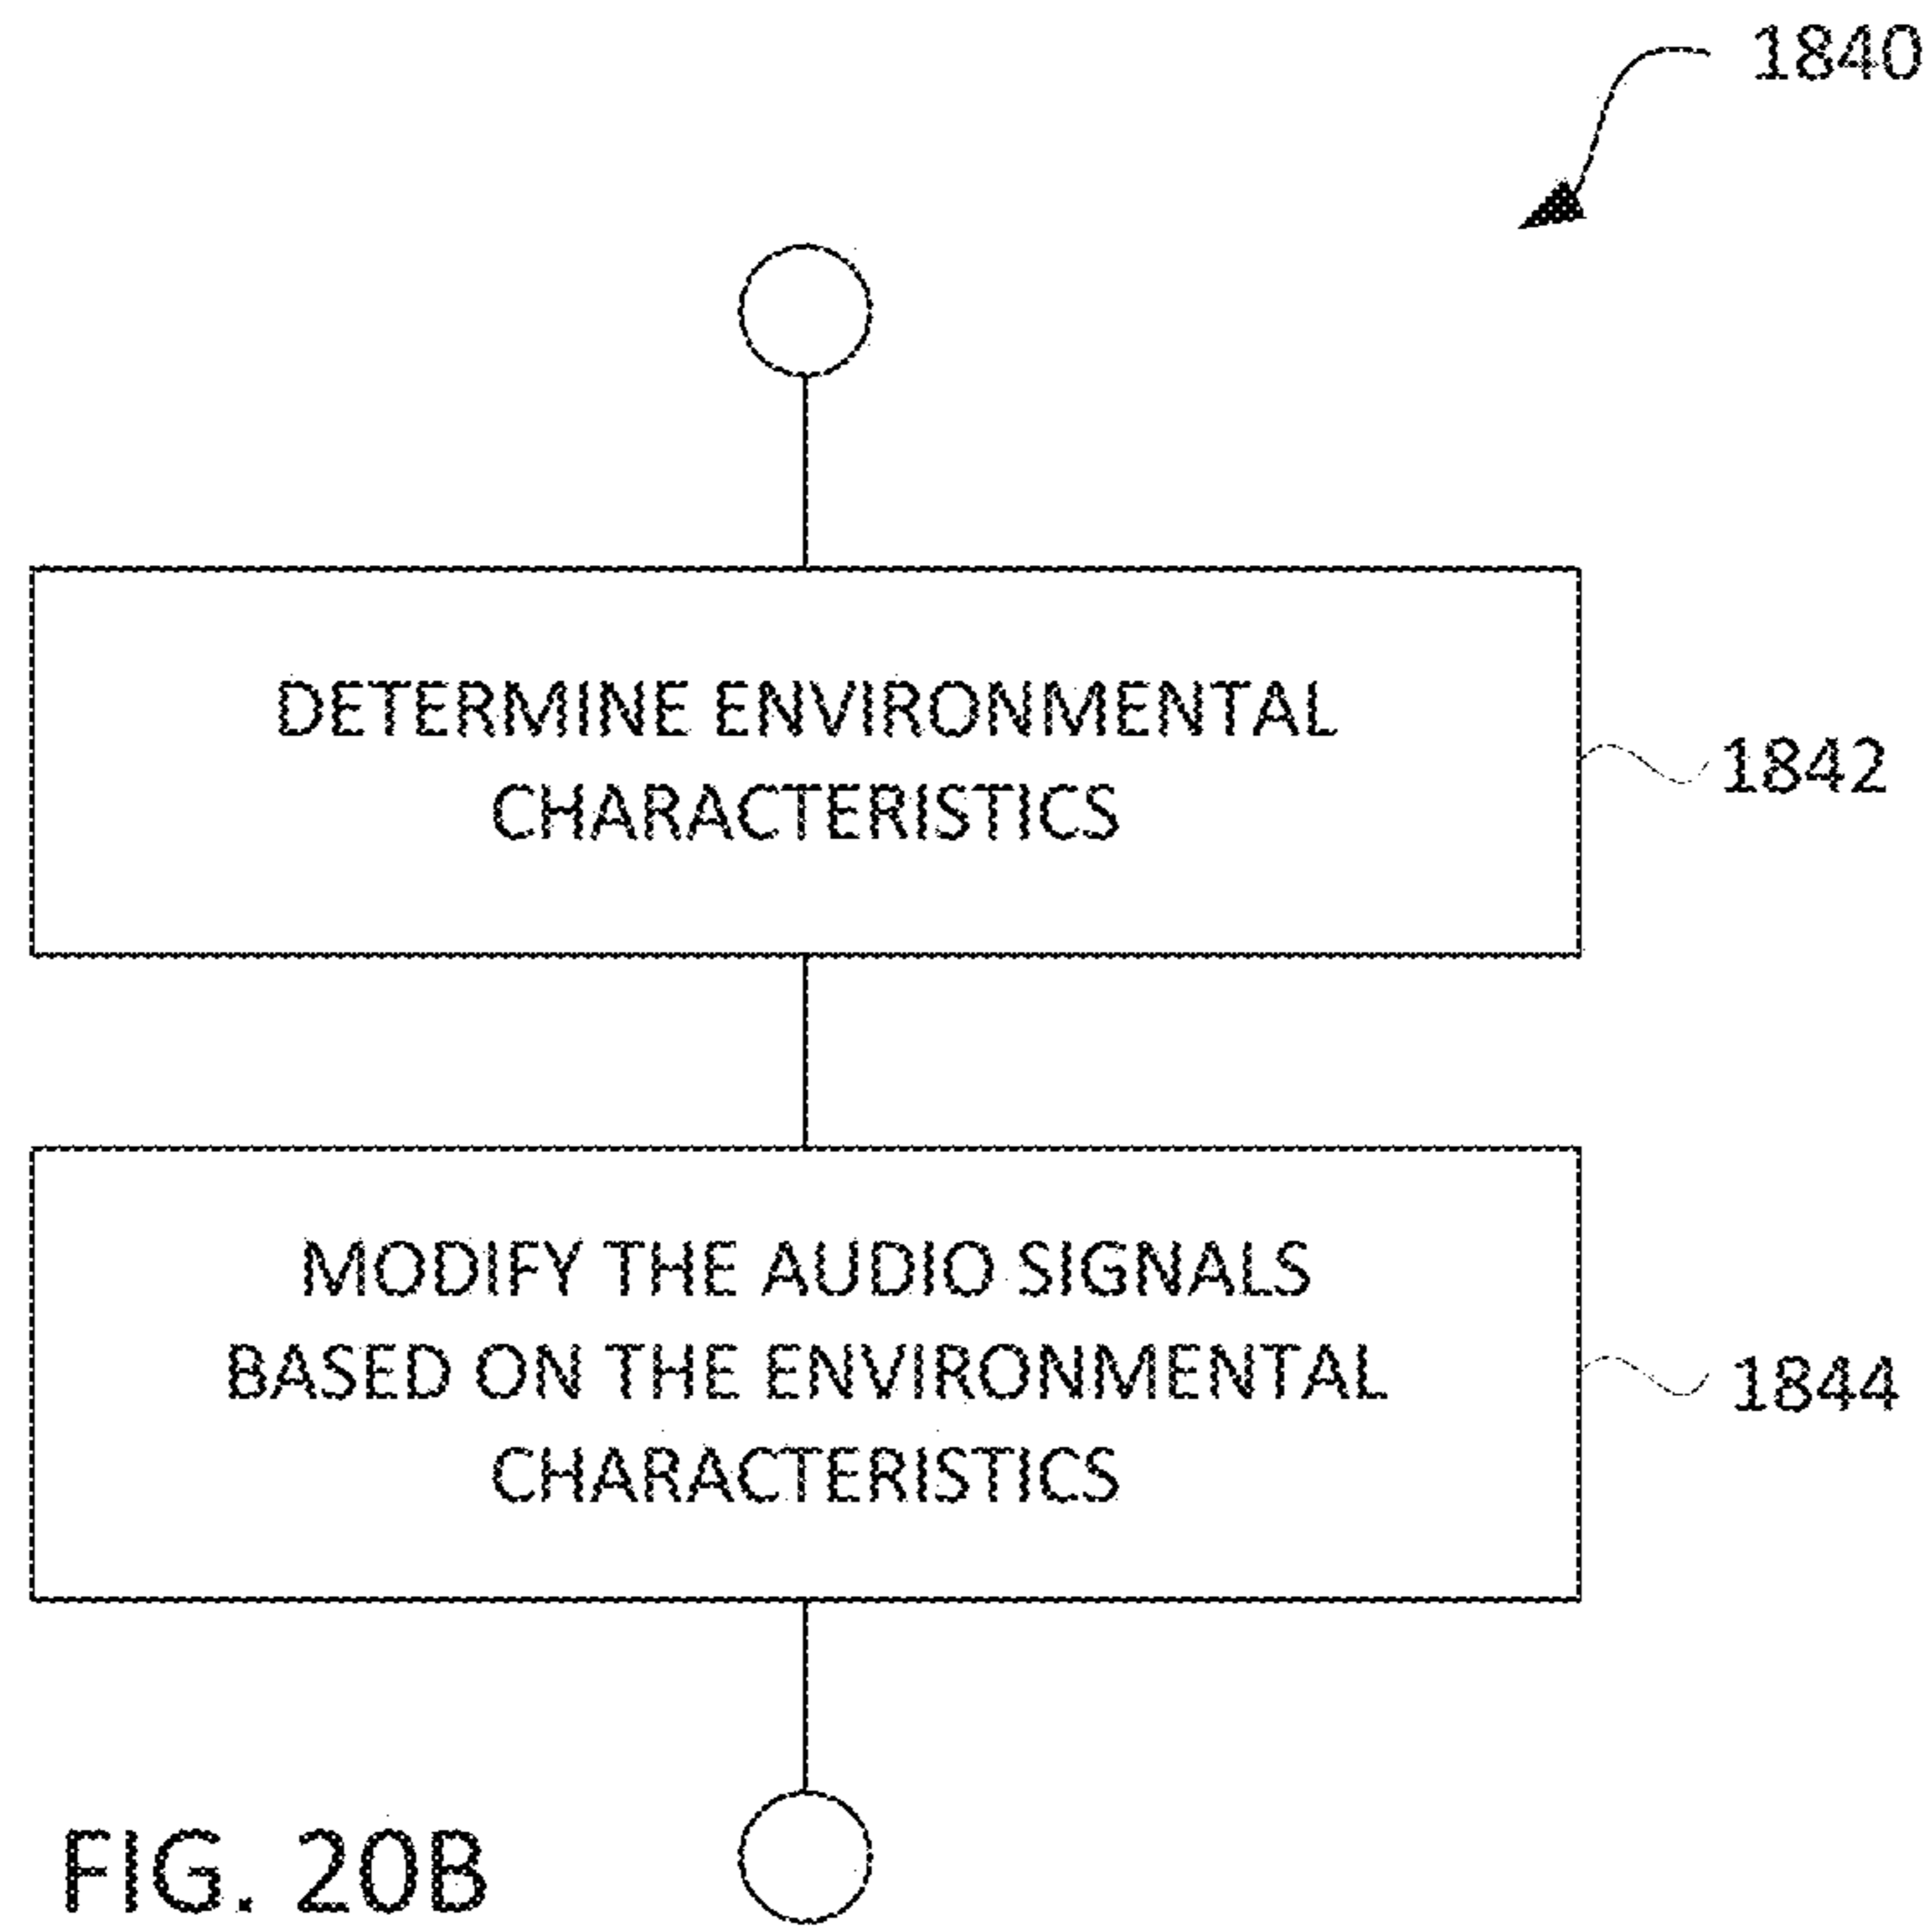 1840
DETERMINE ENVIRONMENTAL
CHARACTERISTICS
1842
MODIFY THE AUDIO SIGNALS
BASED ON THE ENVIRONMENTAL
CHARACTERISTICS
1844
FIG. 20B